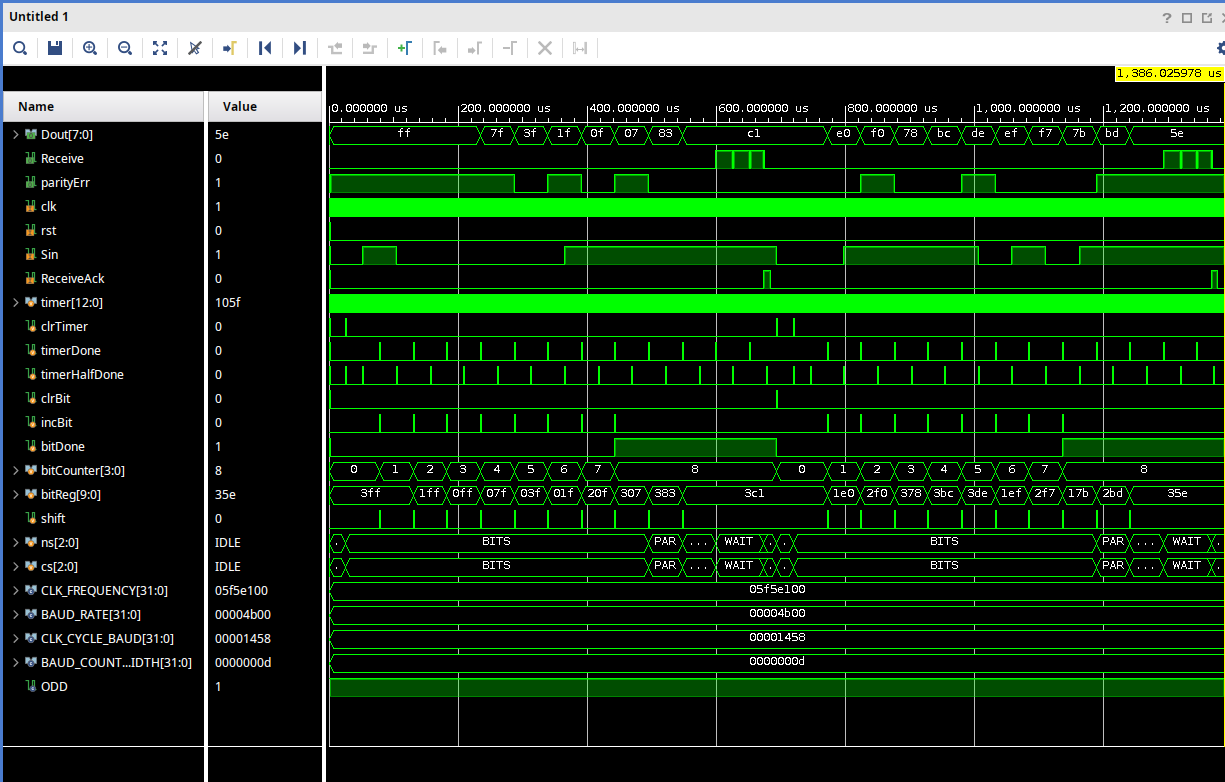 Untitled 1
?
1,386.025978 us
Name Value
0.000000 us 200.000000 us 400.000000 us 600.000000 us 800.000000 us 1,000.000000 us 1,200.000000 us
Dout[7:0] 5e ff 7f 3f 1f 0f 07 83 c1 e0 f0 78 bc de ef f7 7b bd 5e
Receive 0
parityErr 1
clk 1
rst 0
Sin 1
ReceiveAck 0
timer[12:0] 105f
clrTimer 0
timerDone 0
timerHalfDone 0
clrBit 0
incBit 0
bitDone 1
bitCounter[3:0] 8 0 1 2 3 4 5 6 7 8 0 1 2 3 4 5 6 7 8
bitReg[9:0] 35e 3ff 1ff 0ff 07f 03f 01f 20f 307 383 3c1 1e0 2f0 378 3bc 3de 1ef 2f7 17b 2bd 35e
shift 0
ns[2:0] IDLE . BITS PAR ... WAIT . BITS PAR ... WAIT .
cs[2:0] IDLE . BITS PAR ... WAIT . BITS PAR ... WAIT .
CLK_FREQUENCY[31:0] 05f5e100 05f5e100
BAUD_RATE[31:0] 00004b00 00004b00
CLK_CYCLE_BAUD[31:0] 00001458 00001458
BAUD_COUNT...IDTH[31:0] 0000000d 0000000d
ODD 1